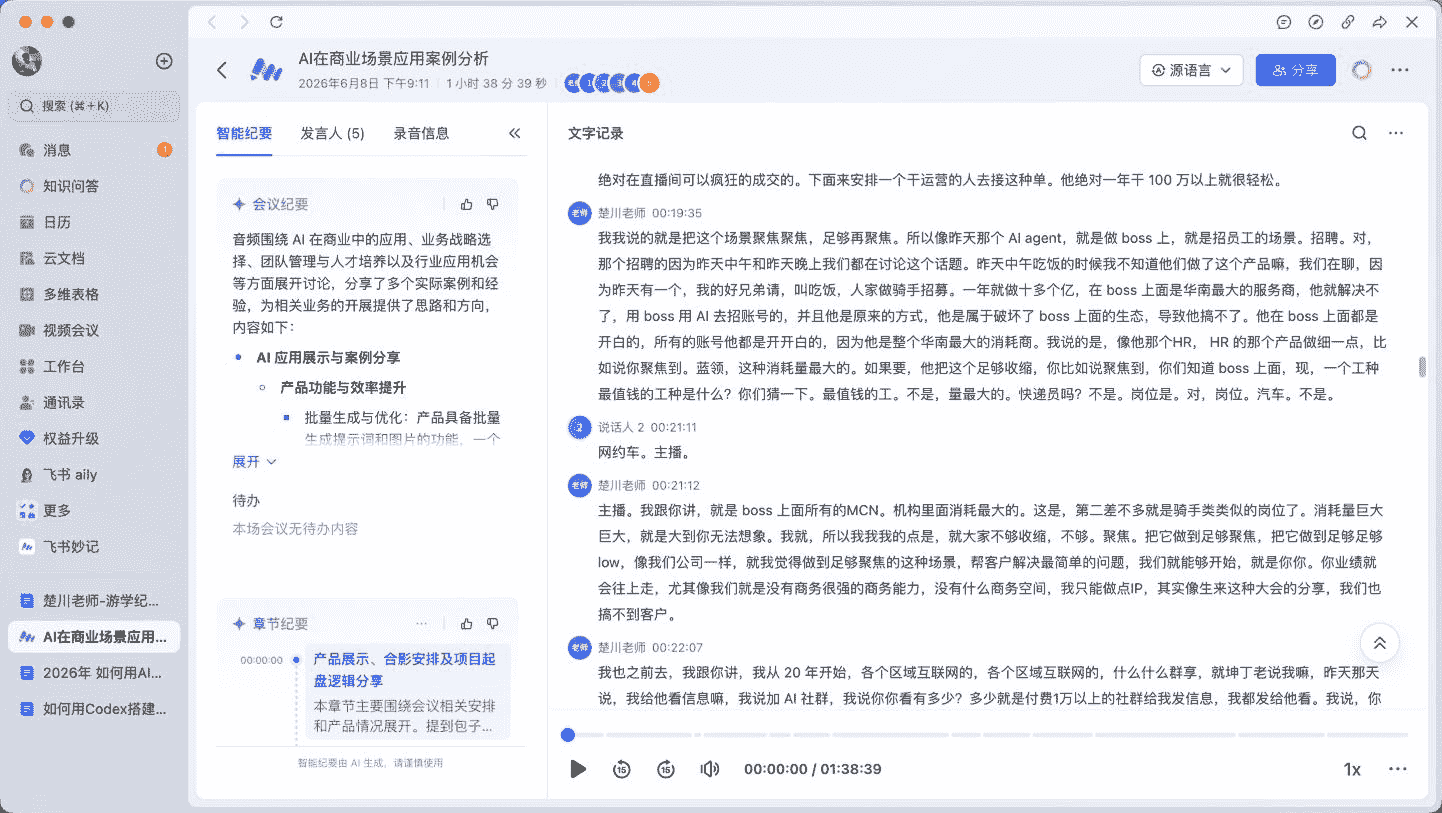 搜索 (⌘+K)
消息
1
知识问答
日历
云文档
多维表格
视频会议
工作台
通讯录
权益升级
飞书 aily
更多
飞书妙记
楚川老师-游学纪...
AI在商业场景应用...
2026年 如何用AI...
如何用Codex搭建...
AI在商业场景应用案例分析
2026年6月8日 下午9:11
1 小时 38 分 39 秒
源语言
分享
智能纪要
发言人 (5)
录音信息
会议纪要
音频围绕 AI 在商业中的应用、业务战略选
择、团队管理与人才培养以及行业应用机会
等方面展开讨论，分享了多个实际案例和经
验，为相关业务的开展提供了思路和方向，
内容如下：
AI 应用展示与案例分享
产品功能与效率提升
批量生成与优化：产品具备批量
生成提示词和图片的功能，一个
展开
待办
本场会议无待办内容
章节纪要
00:00:00
产品展示、合影安排及项目起
盘逻辑分享
本章节主要围绕会议相关安排
和产品情况展开。提到包子...
智能纪要由 AI 生成，请谨慎使用
文字记录
绝对在直播间可以疯狂的成交的。下面来安排一个干运营的人去接这种单。他绝对一年干 100 万以上就很轻松。
老师
楚川老师 00:19:35
我我说的就是把这个场景聚焦聚焦，足够再聚焦。所以像昨天那个 AI agent，就是做 boss 上，就是招员工的场景。招聘。对，
那个招聘的因为昨天中午和昨天晚上我们都在讨论这个话题。昨天中午吃饭的时候我不知道他们做了这个产品嘛，我们在聊，因
为昨天有一个，我的好兄弟请，叫吃饭，人家做骑手招募。一年就做十多个亿，在 boss 上面是华南最大的服务商，他就解决不
了，用 boss 用 AI 去招账号的，并且他是原来的方式，他是属于破坏了 boss 上面的生态，导致他搞不了。他在 boss 上面都是
开白的，所有的账号他都是开开白的，因为他是整个华南最大的消耗商。我说的是，像他那个HR， HR 的那个产品做细一点，比
如说你聚焦到。蓝领，这种消耗量最大的。如果要，他把这个足够收缩，你比如说聚焦到，你们知道 boss 上面，现，一个工种
最值钱的工种是什么？你们猜一下。最值钱的工。不是，量最大的。快递员吗？不是。岗位是。对，岗位。汽车。不是。
2
说话人 2 00:21:11
网约车。主播。
老师
楚川老师 00:21:12
主播。我跟你讲，就是 boss 上面所有的MCN。机构里面消耗最大的。这是，第二差不多就是骑手类类似的岗位了。消耗量巨大
巨大，就是大到你无法想象。我就，所以我我我的点是，就大家不够收缩，不够。聚焦。把它做到足够聚焦，把它做到足够足够
low，像我们公司一样，就我觉得做到足够聚焦的这种场景，帮客户解决最简单的问题，我们就能够开始，就是你你。你业绩就
会往上走，尤其像我们就是没有商务很强的商务能力，没有什么商务空间，我只能做点IP，其实像生来这种大会的分享，我们也
搞不到客户。
老师
楚川老师 00:22:07
我也之前去，我跟你讲，我从 20 年开始，各个区域互联网的，各个区域互联网的，什么什么群享，就坤丁老说我嘛，昨天那天
说，我给他看信息嘛，我说加 AI 社群，我说你你看有多少？多少就是付费1万以上的社群给我发信息，我都发给他看。我说，你
15
15
00:00:00 / 01:38:39
1x